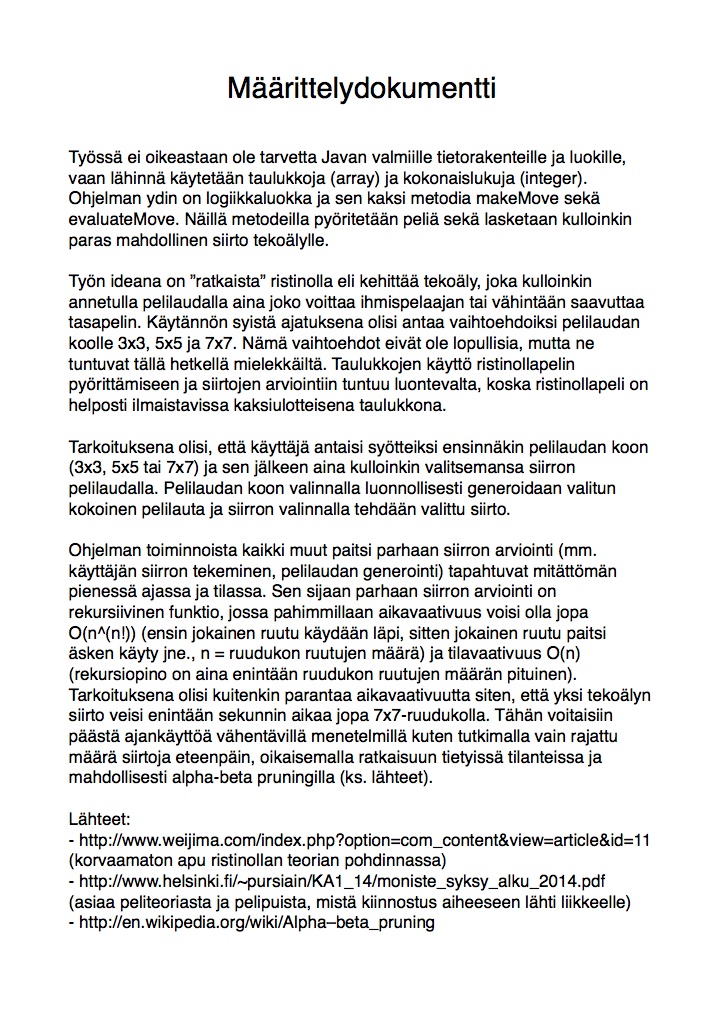 Määrittelydokumentti
Työssä ei oikeastaan ole tarvetta Javan valmiille tietorakenteille ja luokille,
vaan lähinnä käytetään taulukkoja (array) ja kokonaislukuja (integer).
Ohjelman ydin on logiikkaluokka ja sen kaksi metodia makeMove sekä
evaluateMove. Näillä metodeilla pyöritetään peliä sekä lasketaan kulloinkin
paras mahdollinen siirto tekoälylle.
Työn ideana on ”ratkaista” ristinolla eli kehittää tekoäly, joka kulloinkin
annetulla pelilaudalla aina joko voittaa ihmispelaajan tai vähintään saavuttaa
tasapelin. Käytännön syistä ajatuksena olisi antaa vaihtoehdoiksi pelilaudan
koolle 3x3, 5x5 ja 7x7. Nämä vaihtoehdot eivät ole lopullisia, mutta ne
tuntuvat tällä hetkellä mielekkäiltä. Taulukkojen käyttö ristinollapelin
pyörittämiseen ja siirtojen arviointiin tuntuu luontevalta, koska ristinollapeli on
helposti ilmaistavissa kaksiulotteisena taulukkona.
Tarkoituksena olisi, että käyttäjä antaisi syötteiksi ensinnäkin pelilaudan koon
(3x3, 5x5 tai 7x7) ja sen jälkeen aina kulloinkin valitsemansa siirron
pelilaudalla. Pelilaudan koon valinnalla luonnollisesti generoidaan valitun
kokoinen pelilauta ja siirron valinnalla tehdään valittu siirto.
Ohjelman toiminnoista kaikki muut paitsi parhaan siirron arviointi (mm.
käyttäjän siirron tekeminen, pelilaudan generointi) tapahtuvat mitättömän
pienessä ajassa ja tilassa. Sen sijaan parhaan siirron arviointi on
rekursiivinen funktio, jossa pahimmillaan aikavaativuus voisi olla jopa
O(n^(n!)) (ensin jokainen ruutu käydään läpi, sitten jokainen ruutu paitsi
äsken käyty jne., n = ruudukon ruutujen määrä) ja tilavaativuus O(n)
(rekursiopino on aina enintään ruudukon ruutujen määrän pituinen).
Tarkoituksena olisi kuitenkin parantaa aikavaativuutta siten, että yksi tekoälyn
siirto veisi enintään sekunnin aikaa jopa 7x7-ruudukolla. Tähän voitaisiin
päästä ajankäyttöä vähentävillä menetelmillä kuten tutkimalla vain rajattu
määrä siirtoja eteenpäin, oikaisemalla ratkaisuun tietyissä tilanteissa ja
mahdollisesti alpha-beta pruningilla (ks. lähteet).
Lähteet:
- http://www.weijima.com/index.php?option=com_content&view=article&id=11
(korvaamaton apu ristinollan teorian pohdinnassa)
- http://www.helsinki.fi/~pursiain/KA1_14/moniste_syksy_alku_2014.pdf
(asiaa peliteoriasta ja pelipuista, mistä kiinnostus aiheeseen lähti liikkeelle)
- http://en.wikipedia.org/wiki/Alpha–beta_pruning